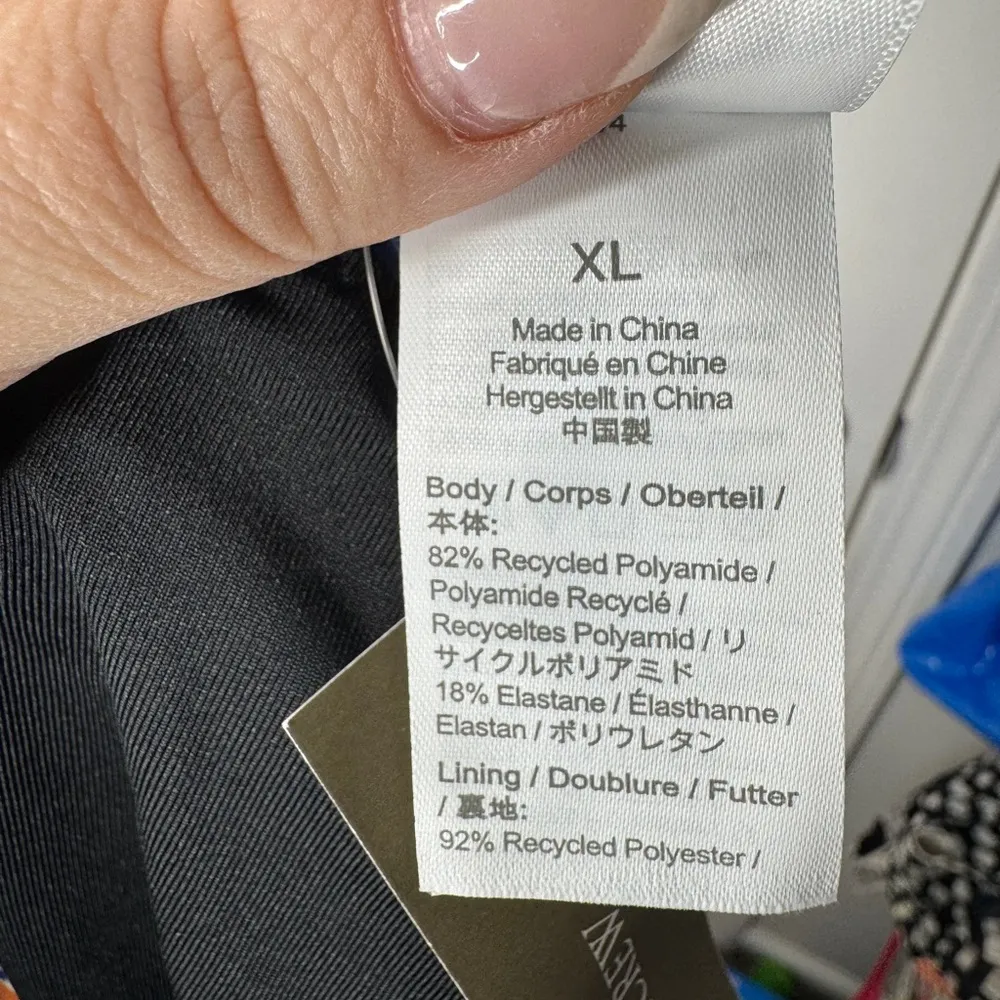 4
XL
Made in China
Fabriqué en Chine
Hergestellt in China
中国製
Body / Corps / Oberteil /
本体:
82% Recycled Polyamide /
Polyamide Recyclé /
Recyceltes Polyamid / リ
サイクルポリアミド
18% Elastane / Élasthanne /
Elastan / ポリウレタン
Lining / Doublure / Futter
/ 裏地:
92% Recycled Polyester /
CREW